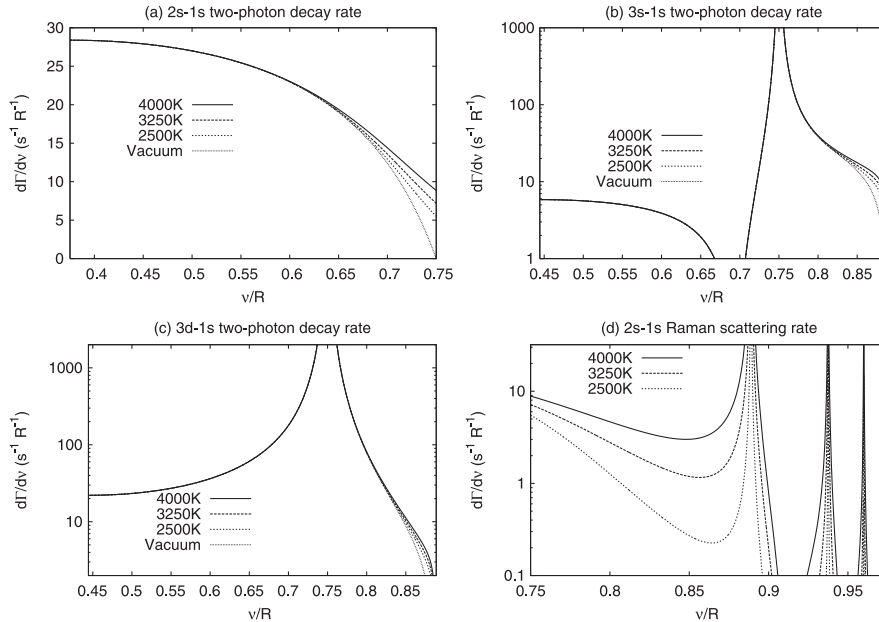 (a) 2s-1s two-photon decay rate
dΓ/dν (s⁻¹ R⁻¹)
30
25
20
15
10
5
0
4000K
3250K
2500K
Vacuum
0.4 0.45 0.5 0.55 0.6 0.65 0.7 0.75
ν/R
(b) 3s-1s two-photon decay rate
dΓ/dν (s⁻¹ R⁻¹)
1000
100
10
1
4000K
3250K
2500K
Vacuum
0.45 0.5 0.55 0.6 0.65 0.7 0.75 0.8 0.85
ν/R
(c) 3d-1s two-photon decay rate
dΓ/dν (s⁻¹ R⁻¹)
1000
100
10
4000K
3250K
2500K
Vacuum
0.45 0.5 0.55 0.6 0.65 0.7 0.75 0.8 0.85
ν/R
(d) 2s-1s Raman scattering rate
dΓ/dν (s⁻¹ R⁻¹)
10
1
0.1
4000K
3250K
2500K
0.75 0.8 0.85 0.9 0.95
ν/R